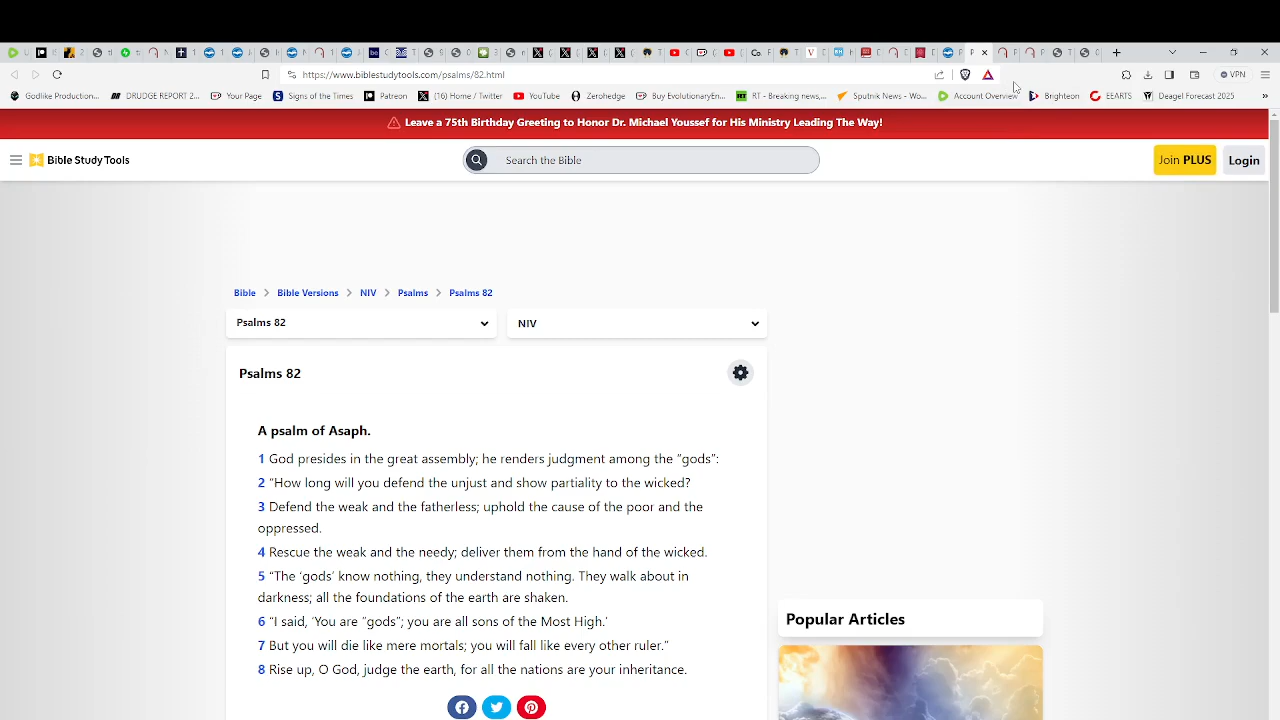 https://www.biblestudytools.com/psalms/82.html
VPN
Godlike Production...
DRUDGE REPORT 2...
Your Page
Signs of the Times
Patreon
(16) Home / Twitter
YouTube
Zerohedge
Buy EvolutionaryEn...
RT - Breaking news,...
Sputnik News - Wo...
Account Overview
Brighteon
EEARTS
Deagel Forecast 2025
Leave a 75th Birthday Greeting to Honor Dr. Michael Youssef for His Ministry Leading The Way!
Bible Study Tools
Search the Bible
Join PLUS
Login
Bible > Bible Versions > NIV > Psalms > Psalms 82
Psalms 82
NIV
Psalms 82
A psalm of Asaph.
1 God presides in the great assembly; he renders judgment among the “gods”:
2 “How long will you defend the unjust and show partiality to the wicked?
3 Defend the weak and the fatherless; uphold the cause of the poor and the
oppressed.
4 Rescue the weak and the needy; deliver them from the hand of the wicked.
5 “The ‘gods’ know nothing, they understand nothing. They walk about in
darkness; all the foundations of the earth are shaken.
6 “I said, ‘You are “gods”; you are all sons of the Most High.’
7 But you will die like mere mortals; you will fall like every other ruler.”
8 Rise up, O God, judge the earth, for all the nations are your inheritance.
Popular Articles